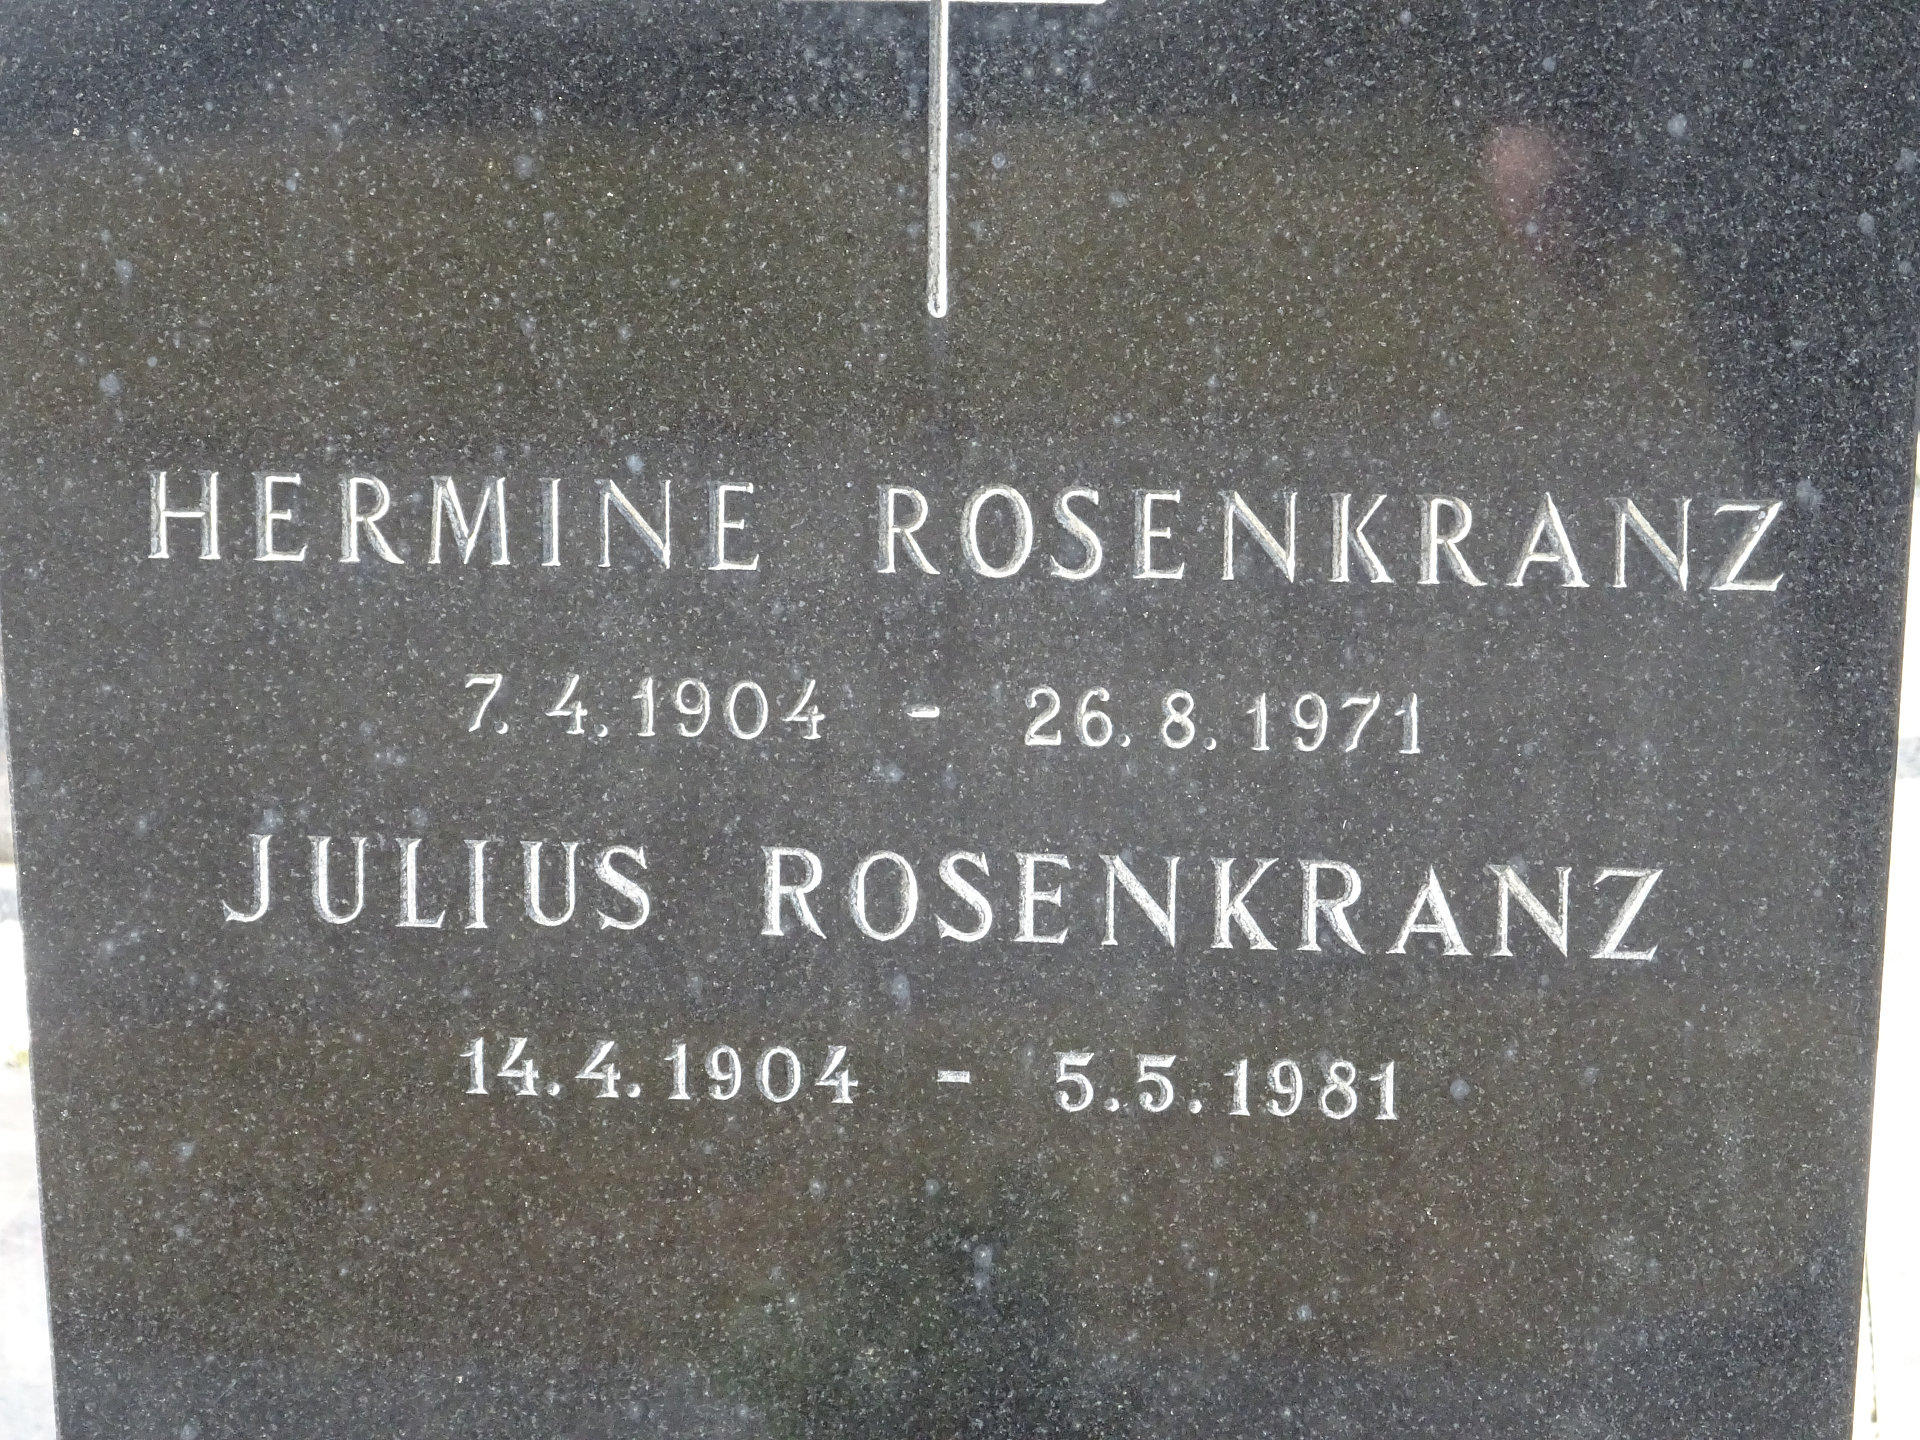 HERMINE ROSENKRANZ
7.4.1904 - 26.8.1971
JULIUS ROSENKRANZ
14.4.1904 - 5.5.1981